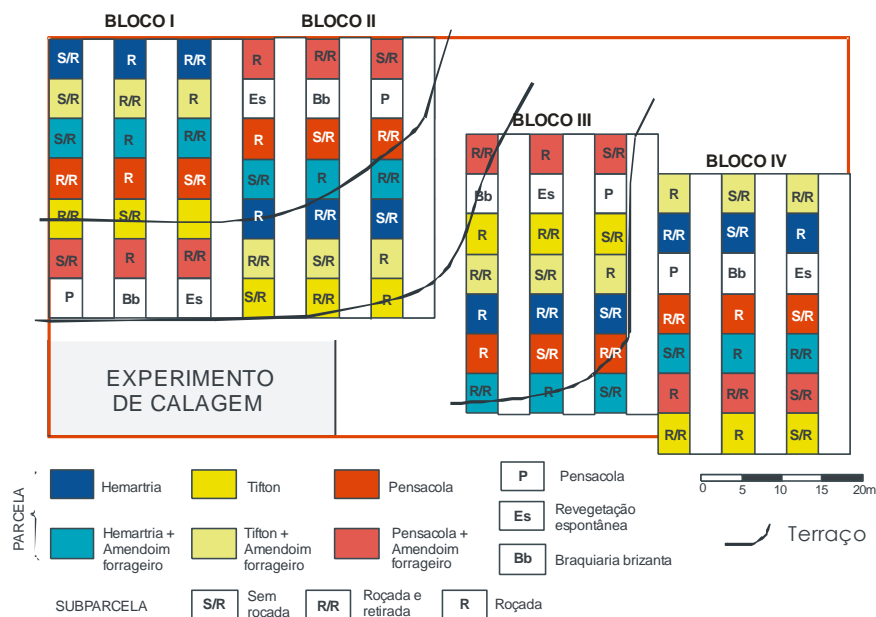 BLOCO I
BLOCO II
S/R R R/R R R/R S/R
S/R R/R R Es Bb P
S/R R R/R R S/R R/R
R/R R S/R S/R R R/R
R/R S/R R R/R S/R
S/R R R/R R/R S/R R
P Bb Es S/R R/R R
BLOCO III
R/R R S/R
Bb Es P
R R/R S/R
R/R S/R R
R R/R S/R
R S/R R/R
R/R R S/R
BLOCO IV
R S/R R/R
R/R S/R R
P Bb Es
R/R R S/R
S/R R R/R
R R/R S/R
R/R R S/R
EXPERIMENTO
DE CALAGEM
PARCELA
Hemartria
Tifton
Pensacola
Hemartria +
Amendoim
forrageiro
Tifton +
Amendoim
forrageiro
Pensacola +
Amendoim
forrageiro
P Pensacola
Es Revegetação
espontânea
Bb Braquiaria brizanta
0 5 10 15 20m
Terraço
SUBPARCELA
S/R Sem
roçada
R/R Roçada e
retirada
R Roçada